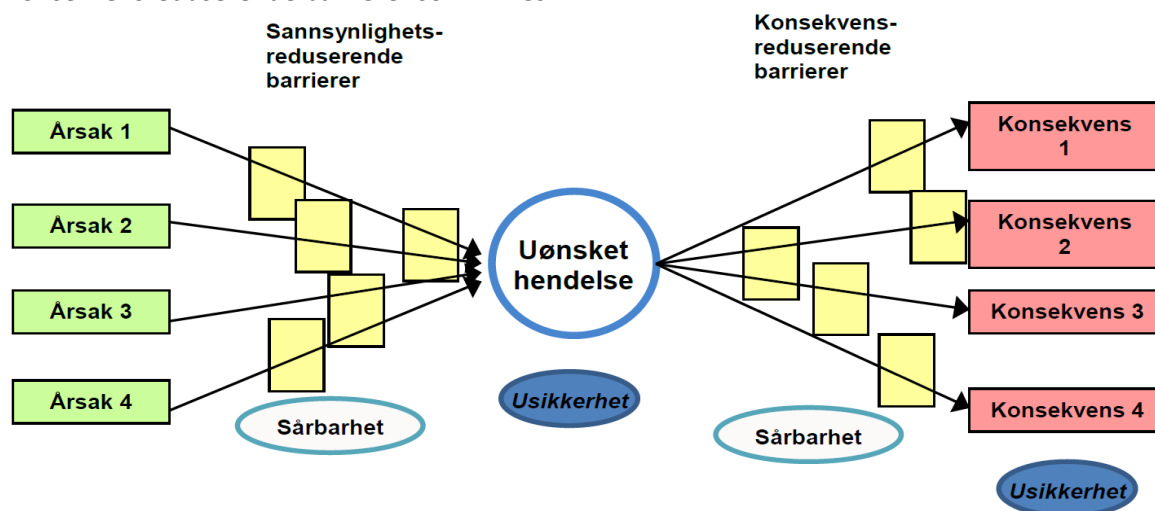 Sannsynlighets-
reduserende
barrierer
Konsekvens-
reduserende
barrierer
Årsak 1
Årsak 2
Årsak 3
Årsak 4
Uønsket
hendelse
Konsekvens
1
Konsekvens
2
Konsekvens 3
Konsekvens 4
Sårbarhet
Usikkerhet
Sårbarhet
Usikkerhet